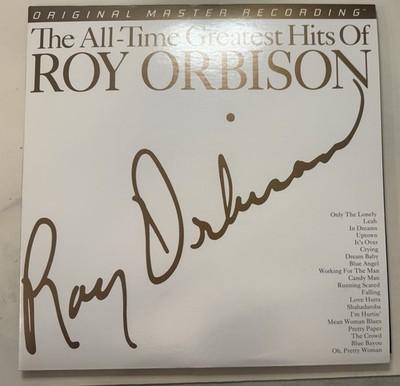 ORIGINAL MASTER RECORDING™
The All-Time Greatest Hits Of
ROY ORBISON
Roy Orbison
Only The Lonely
Leah
In Dreams
Uptown
It's Over
Crying
Dream Baby
Blue Angel
Working For The Man
Candy Man
Running Scared
Falling
Love Hurts
Shahadaroba
I'm Hurtin'
Mean Woman Blues
Pretty Paper
The Crowd
Blue Bayou
Oh, Pretty Woman